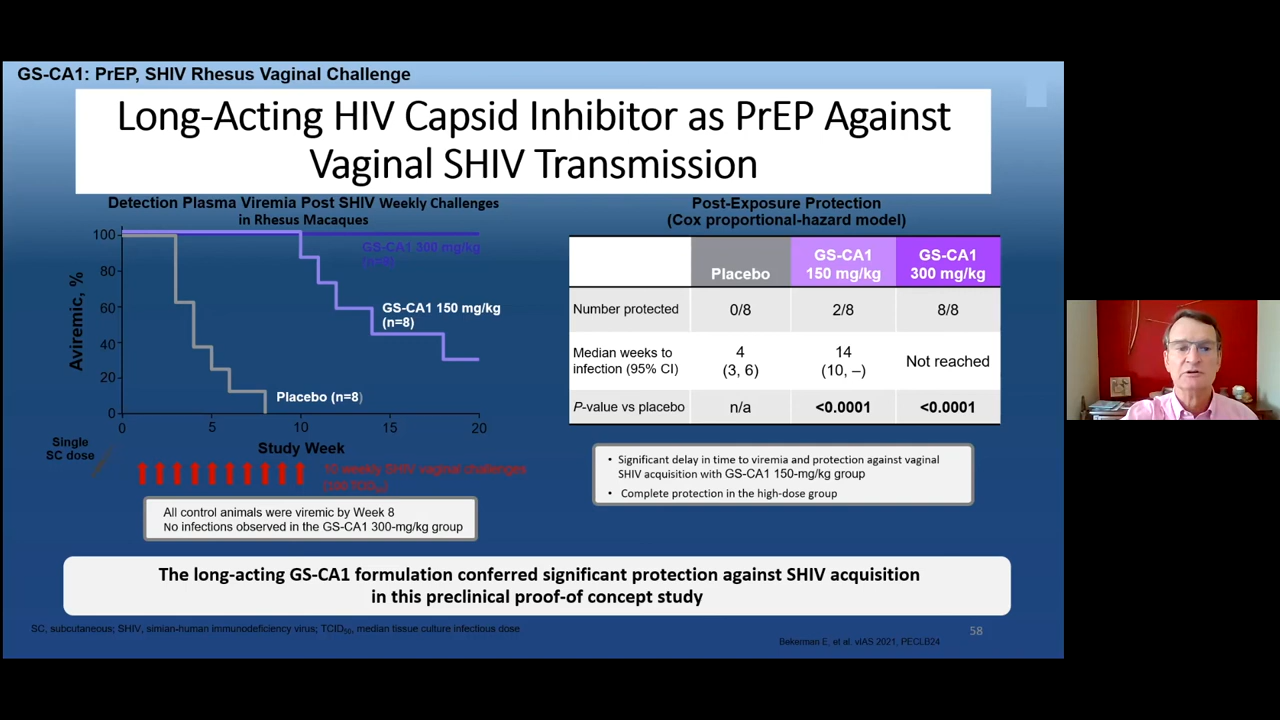 GS-CA1: PrEP, SHIV Rhesus Vaginal Challenge
Long-Acting HIV Capsid Inhibitor as PrEP Against
Vaginal SHIV Transmission
Detection Plasma Viremia Post SHIV Weekly Challenges
in Rhesus Macaques
Aviremic, %
100
80
60
40
20
0
GS-CA1 300 mg/kg
(n=8)
GS-CA1 150 mg/kg
(n=8)
Placebo (n=8)
0 5 10 15 20
Study Week
Single
SC dose
10 weekly SHIV vaginal challenges
(100 TCID50)
All control animals were viremic by Week 8
No infections observed in the GS-CA1 300-mg/kg group
Post-Exposure Protection
(Cox proportional-hazard model)
Placebo
GS-CA1
150 mg/kg
GS-CA1
300 mg/kg
Number protected 0/8 2/8 8/8
Median weeks to
infection (95% CI)
4
(3, 6)
14
(10, –)
Not reached
P-value vs placebo n/a <0.0001 <0.0001
• Significant delay in time to viremia and protection against vaginal
SHIV acquisition with GS-CA1 150-mg/kg group
• Complete protection in the high-dose group
The long-acting GS-CA1 formulation conferred significant protection against SHIV acquisition
in this preclinical proof-of concept study
SC, subcutaneous; SHIV, simian-human immunodeficiency virus; TCID50, median tissue culture infectious dose
58
Bekerman E, et al. vIAS 2021, PECLB24